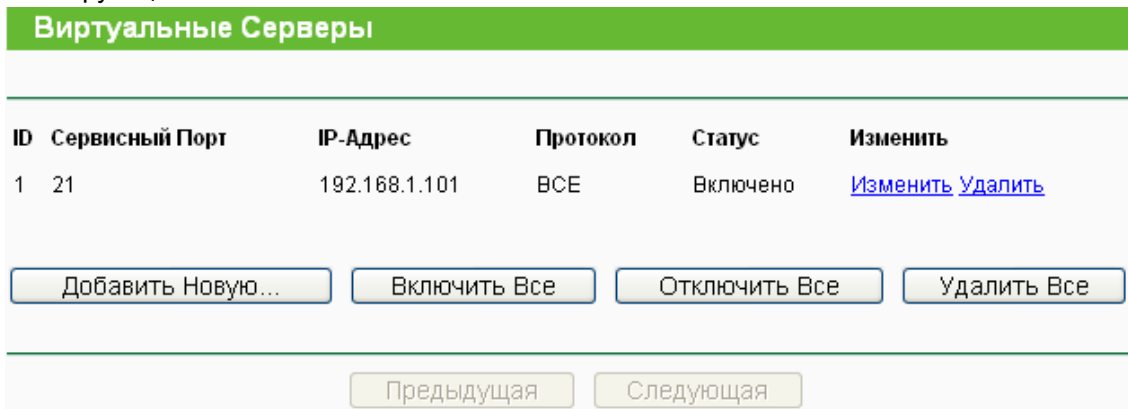 Виртуальные Серверы
ID Сервисный Порт IP-Адрес Протокол Статус Изменить
1 21 192.168.1.101 ВСЕ Включено Изменить Удалить
Добавить Новую... Включить Все Отключить Все Удалить Все
Предыдущая Следующая